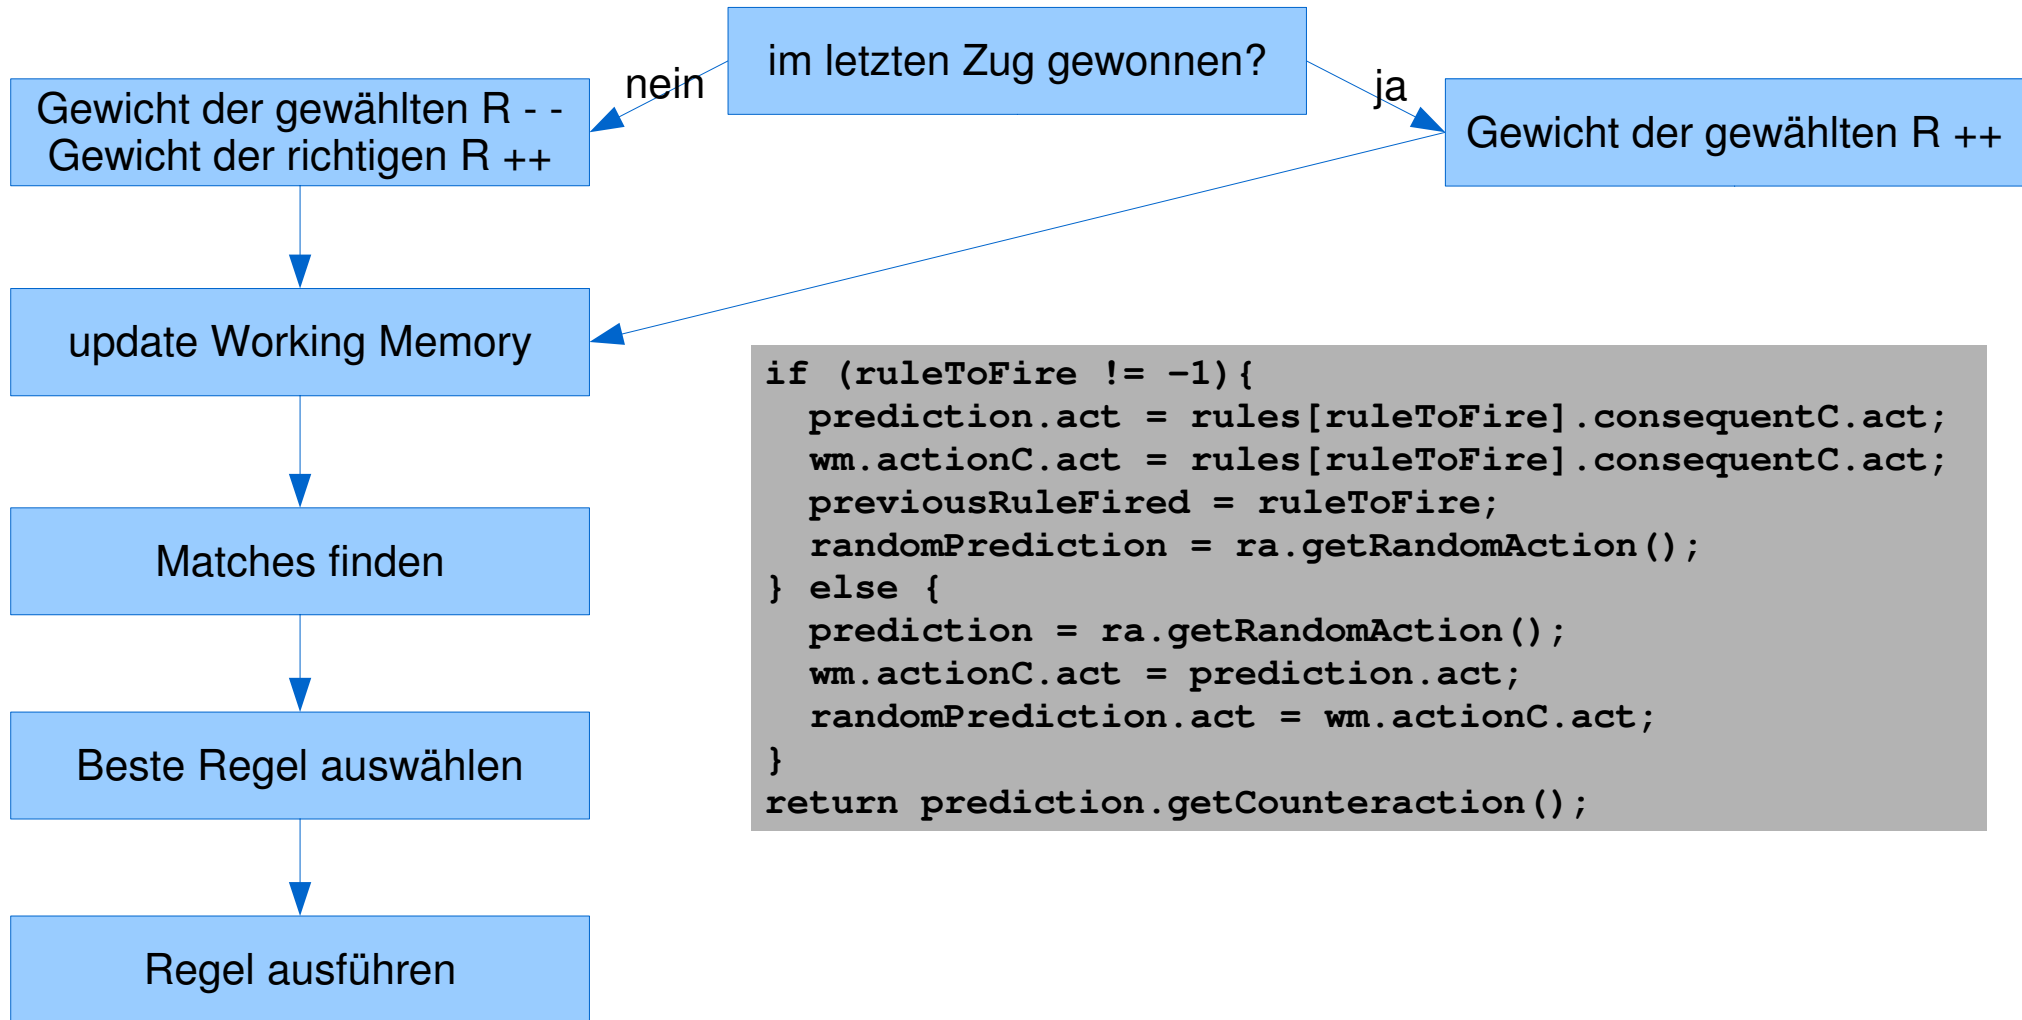 im letzten Zug gewonnen?
nein
ja
Gewicht der gewählten R - -
Gewicht der richtigen R ++
Gewicht der gewählten R ++
update Working Memory
Matches finden
Beste Regel auswählen
Regel ausführen
if (ruleToFire != -1){
  prediction.act = rules[ruleToFire].consequentC.act;
  wm.actionC.act = rules[ruleToFire].consequentC.act;
  previousRuleFired = ruleToFire;
  randomPrediction = ra.getRandomAction();
} else {
  prediction = ra.getRandomAction();
  wm.actionC.act = prediction.act;
  randomPrediction.act = wm.actionC.act;
}
return prediction.getCounteraction();